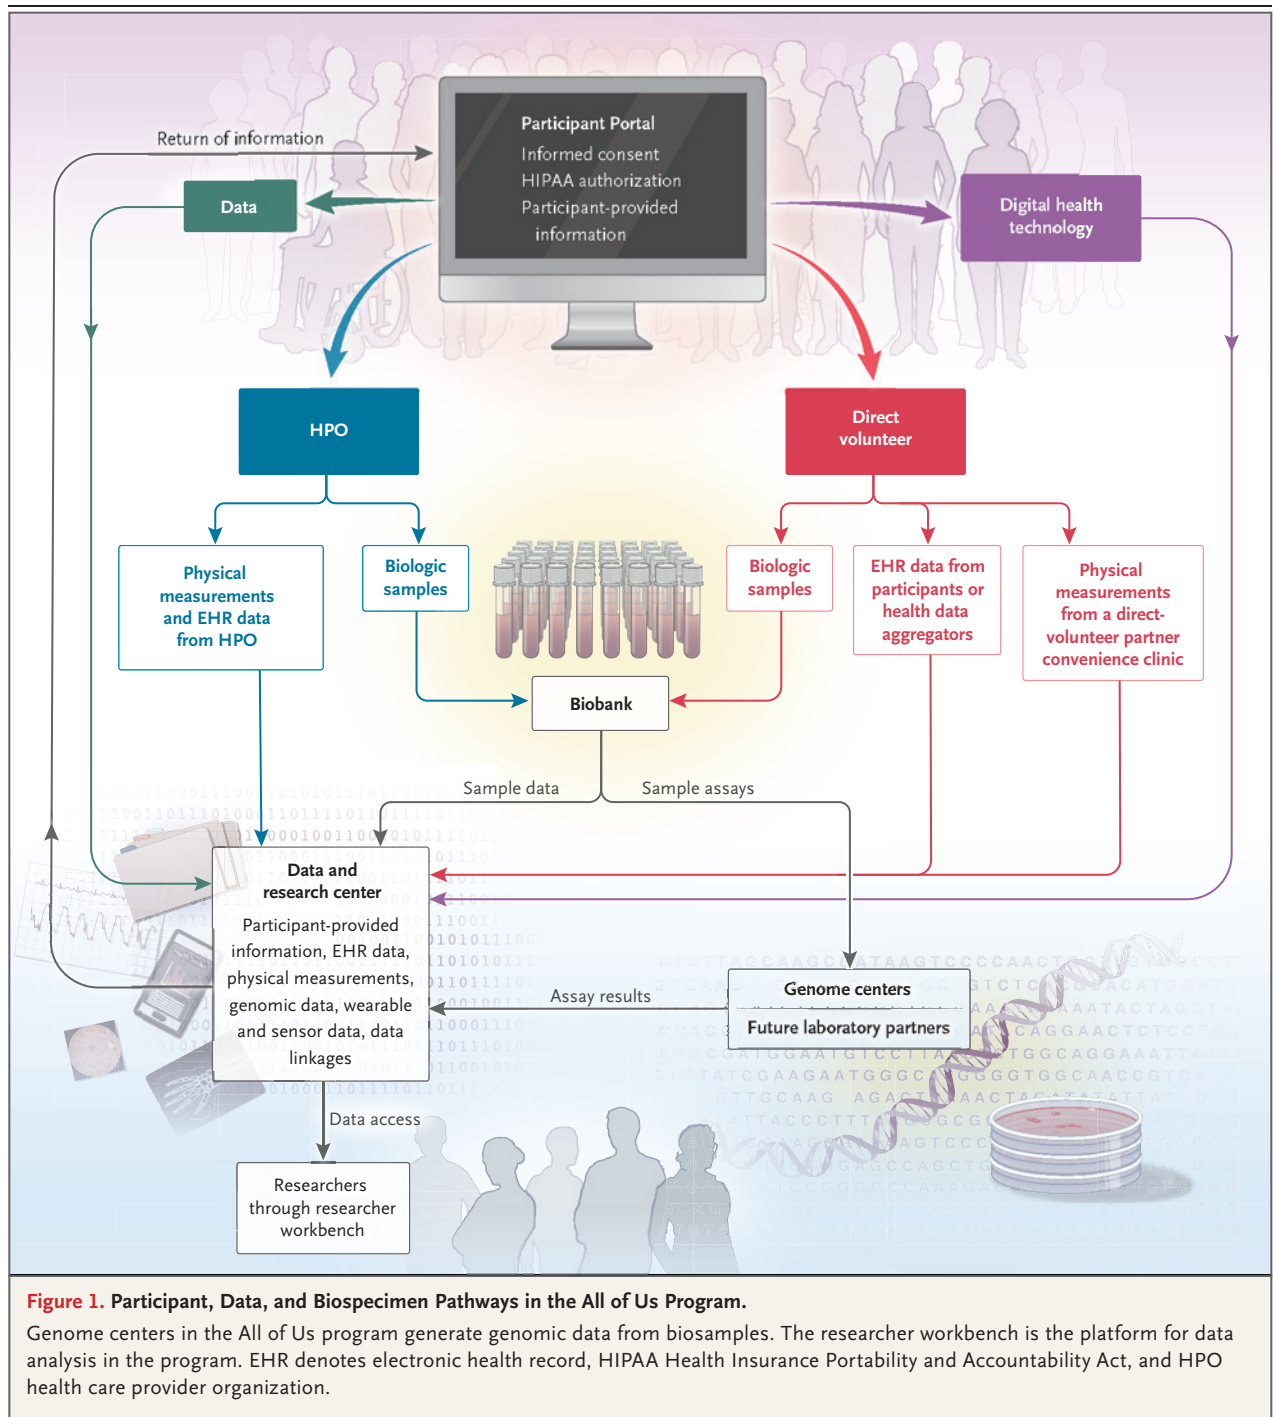 Participant Portal
Informed consent
HIPAA authorization
Participant-provided
information
Return of information
Data
Digital health
technology
HPO
Direct
volunteer
Physical
measurements
and EHR data
from HPO
Biologic
samples
Biologic
samples
EHR data from
participants or
health data
aggregators
Physical
measurements
from a direct-
volunteer partner
convenience clinic
Biobank
Sample data
Sample assays
Data and
research center
Participant-provided
information, EHR data,
physical measurements,
genomic data, wearable
and sensor data, data
linkages
Genome centers
Future laboratory partners
Assay results
Data access
Researchers
through researcher
workbench
Figure 1. Participant, Data, and Biospecimen Pathways in the All of Us Program.
Genome centers in the All of Us program generate genomic data from biosamples. The researcher workbench is the platform for data
analysis in the program. EHR denotes electronic health record, HIPAA Health Insurance Portability and Accountability Act, and HPO
health care provider organization.